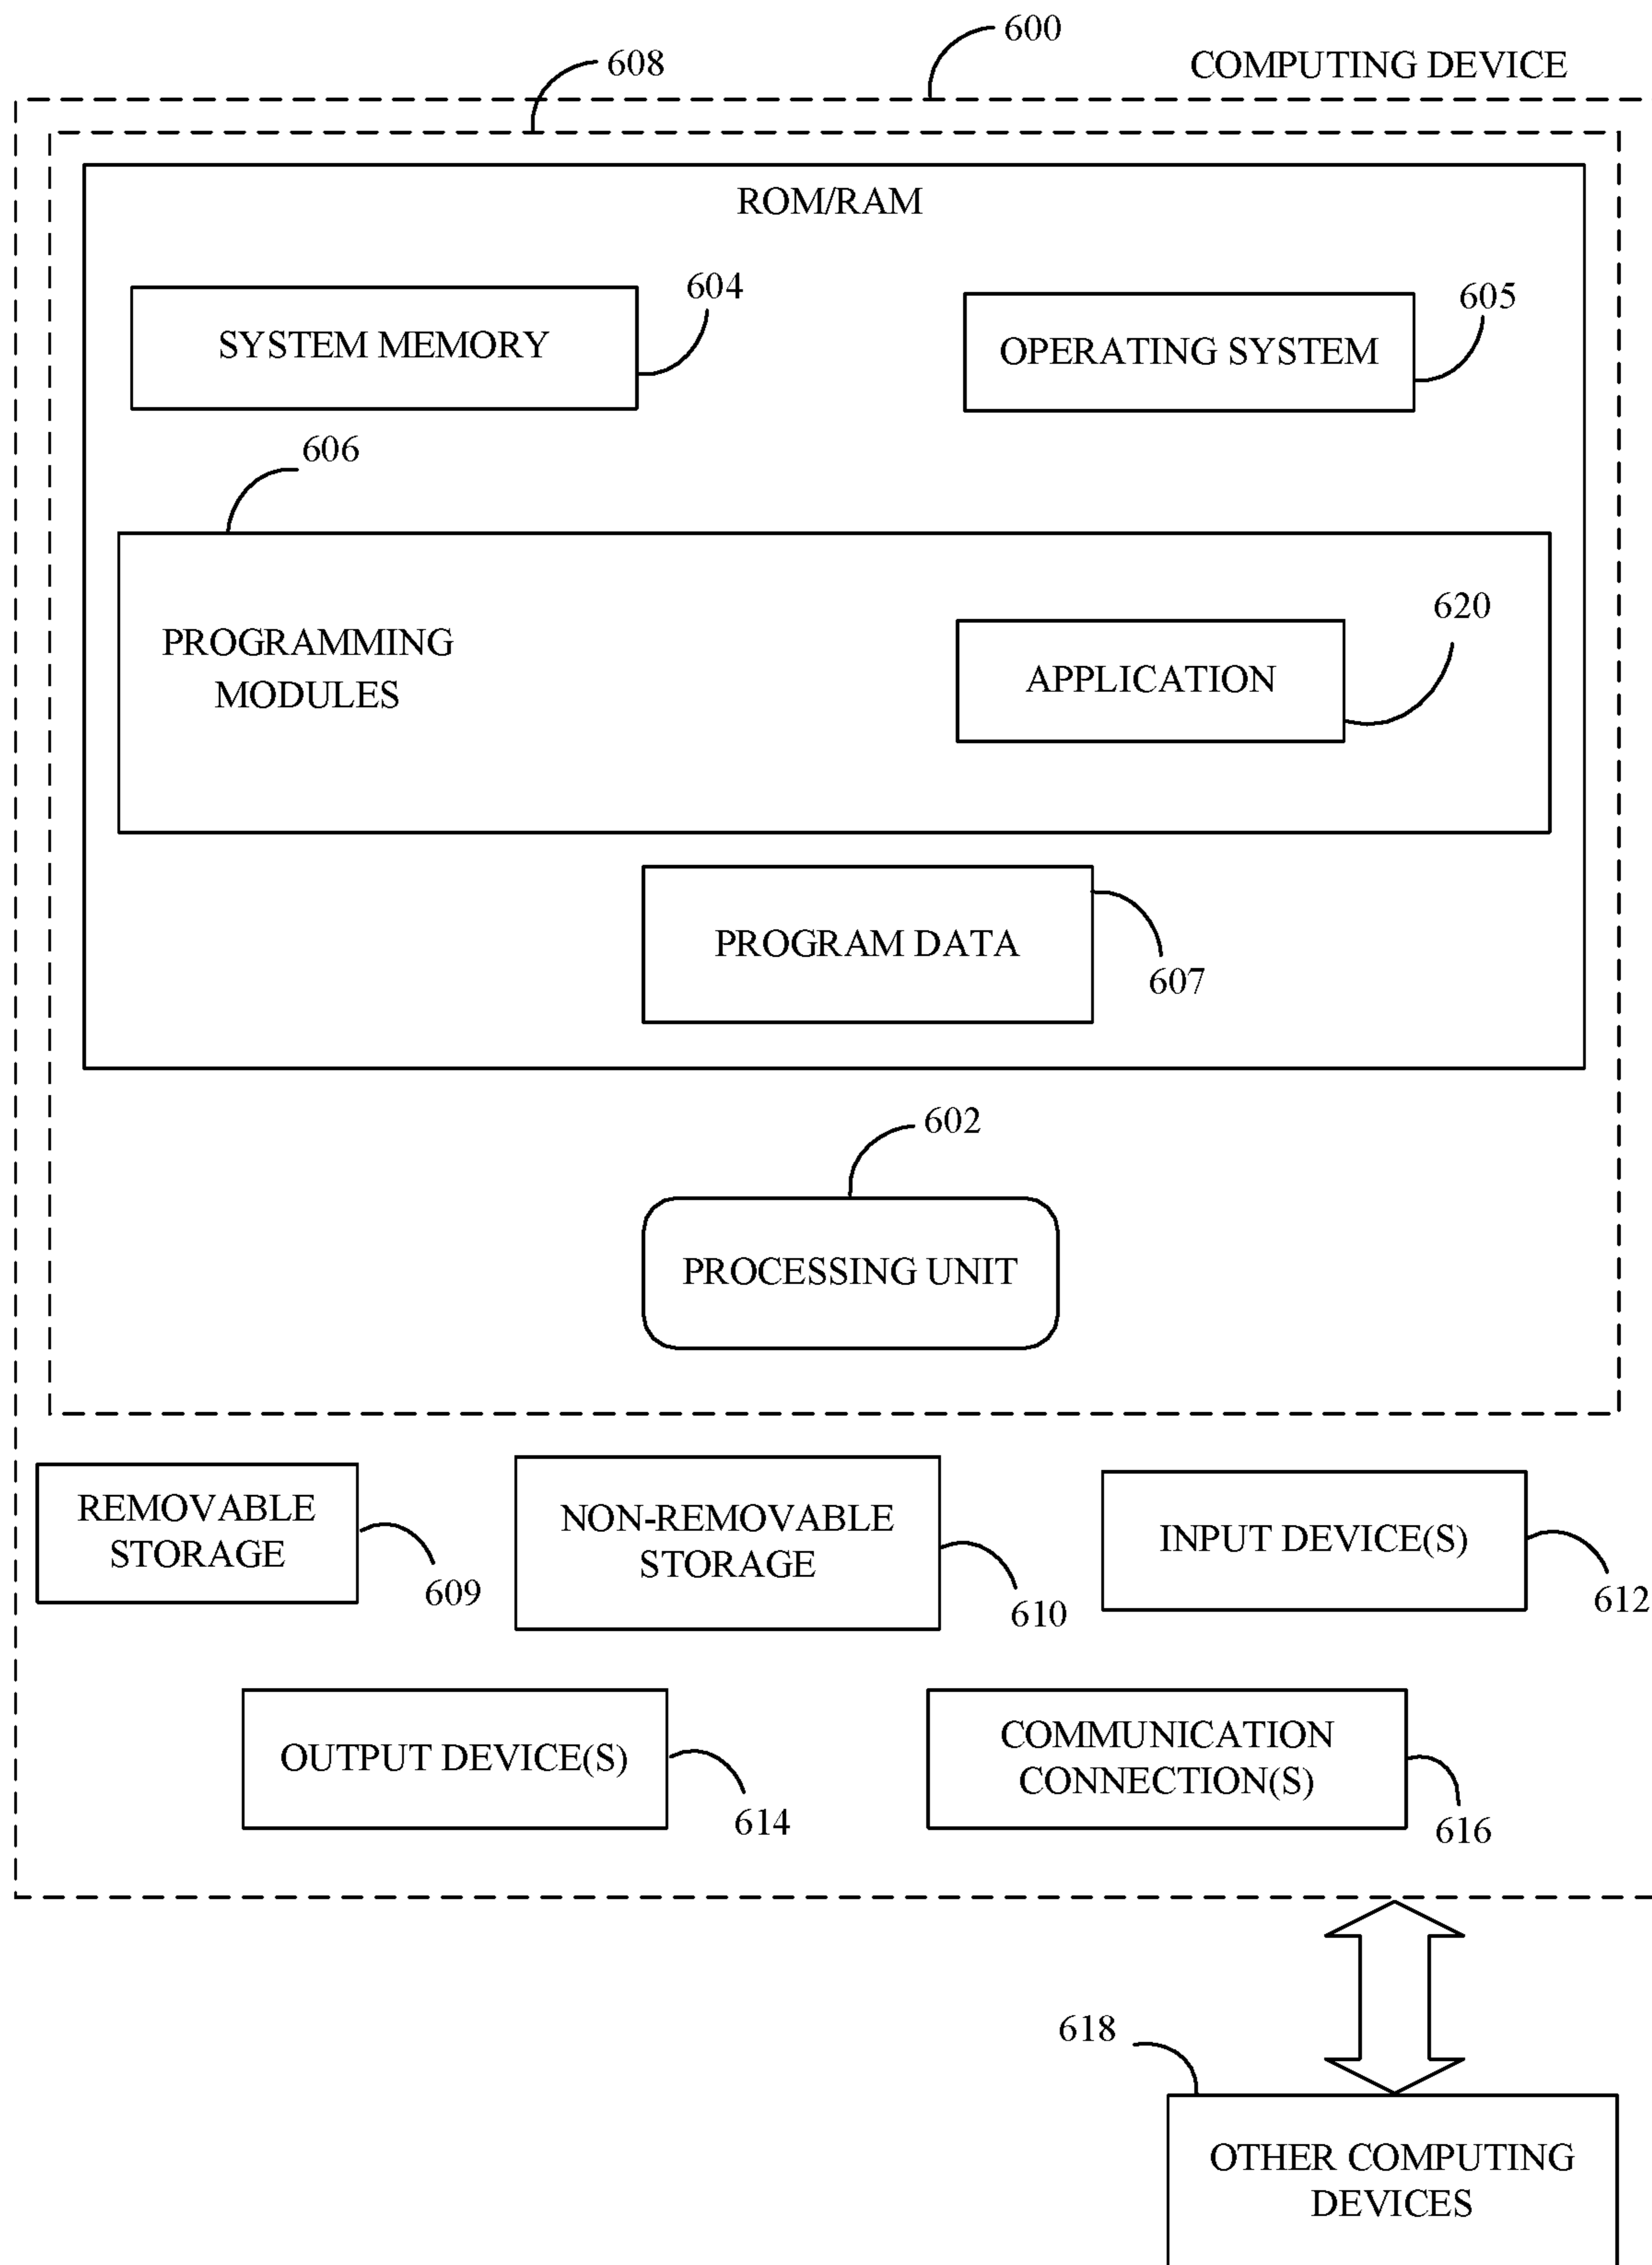 600
608
COMPUTING DEVICE
ROM/RAM
604
605
SYSTEM MEMORY
OPERATING SYSTEM
606
620
PROGRAMMING
MODULES
APPLICATION
PROGRAM DATA
607
602
PROCESSING UNIT
REMOVABLE
STORAGE
609
NON-REMOVABLE
STORAGE
610
INPUT DEVICE(S)
612
OUTPUT DEVICE(S)
614
COMMUNICATION
CONNECTION(S)
616
618
OTHER COMPUTING
DEVICES